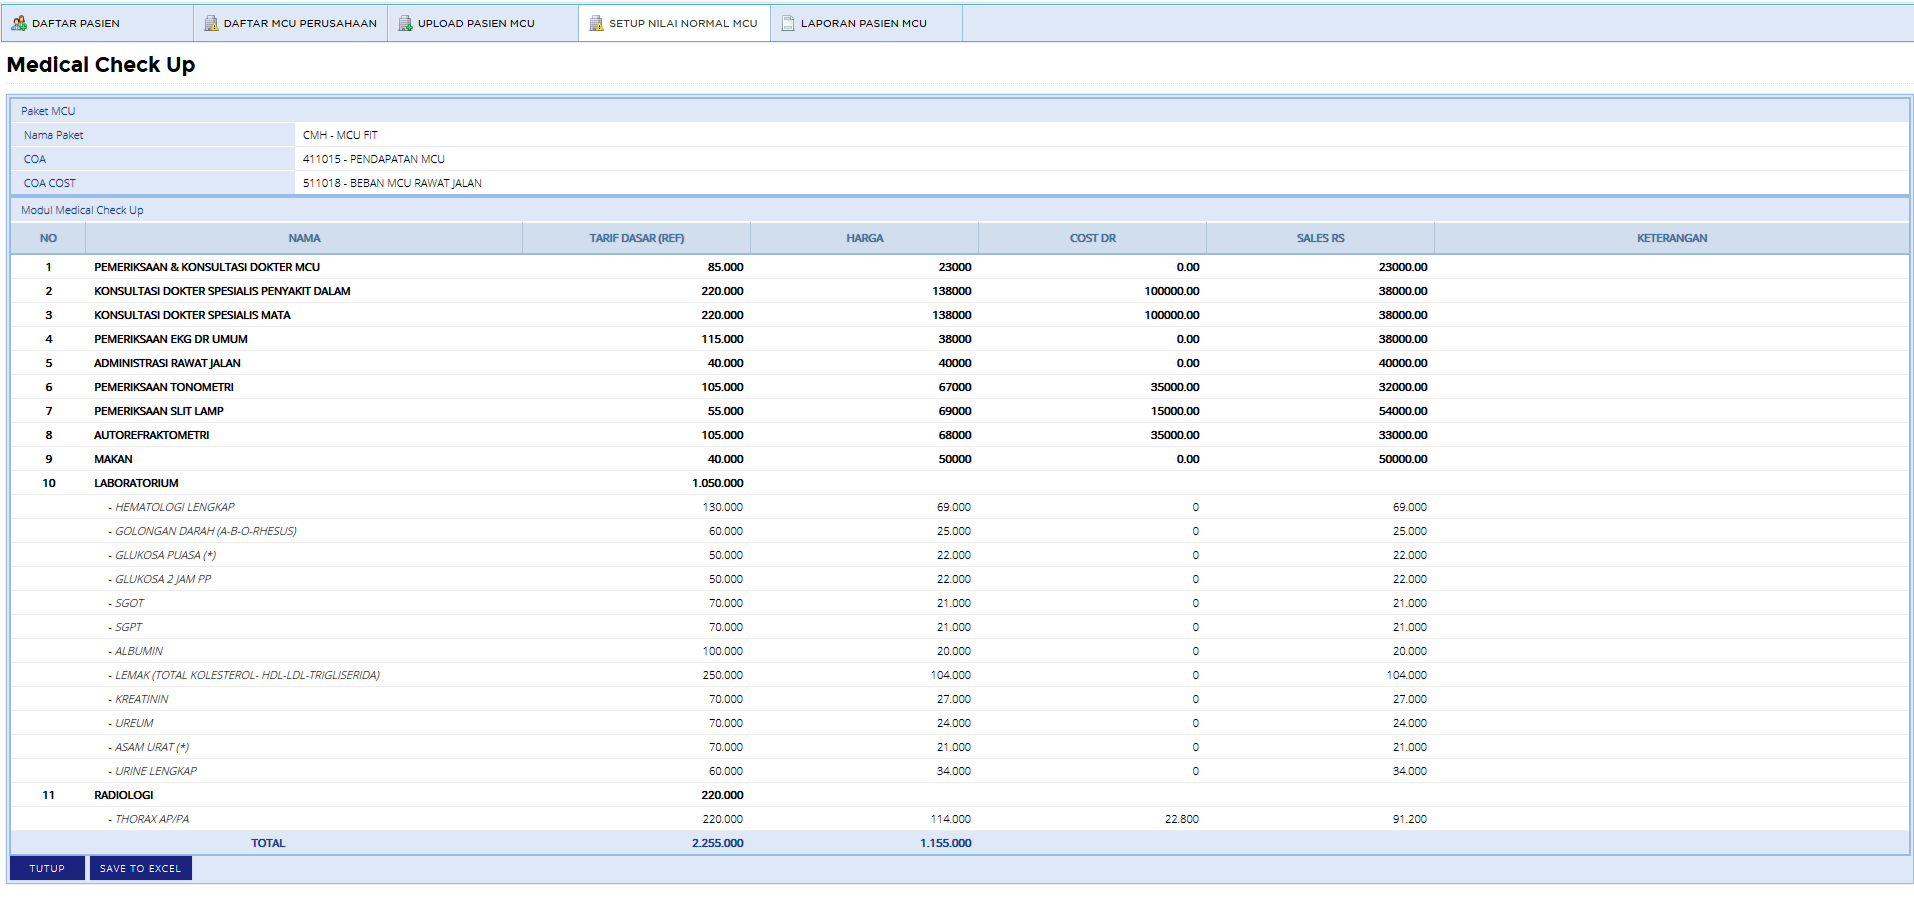 DAFTAR PASIEN DAFTAR MCU PERUSAHAAN UPLOAD PASIEN MCU SETUP NILAI NORMAL MCU LAPORAN PASIEN MCU
Medical Check Up
Paket MCU
Nama Paket CMH - MCU FIT
COA 411015 - PENDAPATAN MCU
COA COST 511018 - BEBAN MCU RAWAT JALAN
Modul Medical Check Up
NO NAMA TARIF DASAR (REF) HARGA COST DR SALES RS KETERANGAN
1 PEMERIKSAAN & KONSULTASI DOKTER MCU 85.000 23000 0.00 23000.00
2 KONSULTASI DOKTER SPESIALIS PENYAKIT DALAM 220.000 138000 100000.00 38000.00
3 KONSULTASI DOKTER SPESIALIS MATA 220.000 138000 100000.00 38000.00
4 PEMERIKSAAN EKG DR UMUM 115.000 38000 0.00 38000.00
5 ADMINISTRASI RAWAT JALAN 40.000 40000 0.00 40000.00
6 PEMERIKSAAN TONOMETRI 105.000 67000 35000.00 32000.00
7 PEMERIKSAAN SLIT LAMP 55.000 69000 15000.00 54000.00
8 AUTOREFRAKTOMETRI 105.000 68000 35000.00 33000.00
9 MAKAN 40.000 50000 0.00 50000.00
10 LABORATORIUM 1.050.000
- HEMATOLOGI LENGKAP 130.000 69.000 0 69.000
- GOLONGAN DARAH (A-B-O-RHESUS) 60.000 25.000 0 25.000
- GLUKOSA PUASA (*) 50.000 22.000 0 22.000
- GLUKOSA 2 JAM PP 50.000 22.000 0 22.000
- SGOT 70.000 21.000 0 21.000
- SGPT 70.000 21.000 0 21.000
- ALBUMIN 100.000 20.000 0 20.000
- LEMAK (TOTAL KOLESTEROL- HDL-LDL-TRIGLISERIDA) 250.000 104.000 0 104.000
- KREATININ 70.000 27.000 0 27.000
- UREUM 70.000 24.000 0 24.000
- ASAM URAT (*) 70.000 21.000 0 21.000
- URINE LENGKAP 60.000 34.000 0 34.000
11 RADIOLOGI 220.000
- THORAX AP/PA 220.000 114.000 22.800 91.200
TOTAL 2.255.000 1.155.000
TUTUP SAVE TO EXCEL